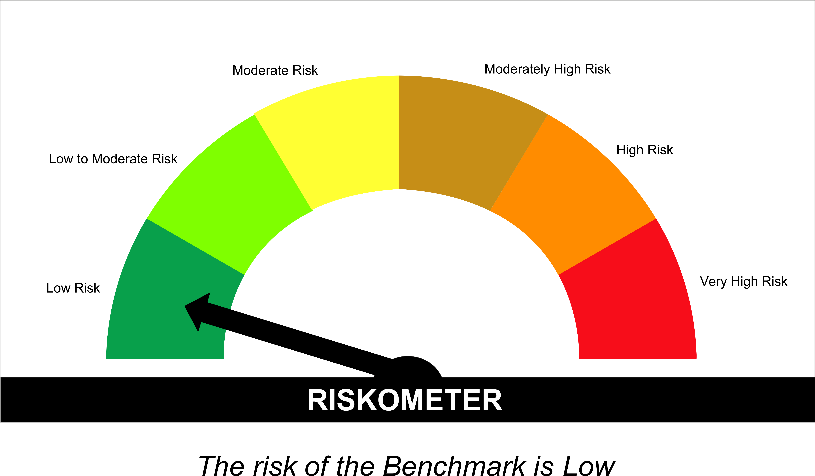 Moderate Risk
Moderately High Risk
Low to Moderate Risk
High Risk
Low Risk
Very High Risk
RISKOMETER
The risk of the Benchmark is Low